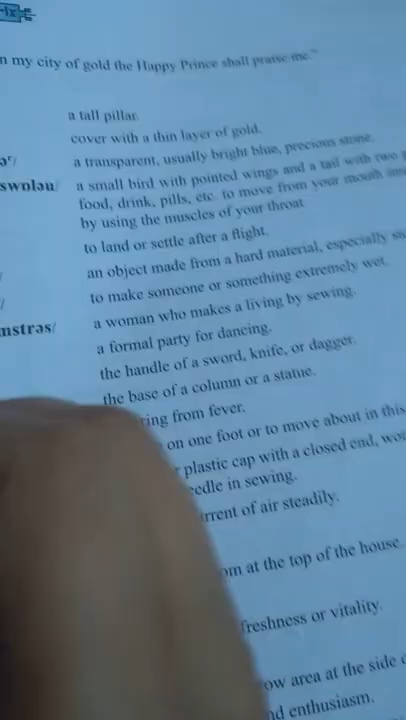 n my city of gold the Happy Prince shall praise me."
a tall pillar.
cover with a thin layer of gold.
əʳ/ a transparent, usually bright blue, precious stone.
swɒləu/ a small bird with pointed wings and a tail with two
food, drink, pills, etc. to move from your mouth
by using the muscles of your throat
to land or settle after a flight.
/ an object made from a hard material, especially
/ to make someone or something extremely wet.
mstrəs/ a woman who makes a living by sewing.
a formal party for dancing.
the handle of a sword, knife, or dagger.
the base of a column or a statue.
ring from fever.
on one foot or to move about in this
plastic cap with a closed end,
edle in sewing.
rrent of air steadily.
om at the top of the house.
freshness or vitality.
ow area at the side
nd enthusiasm.